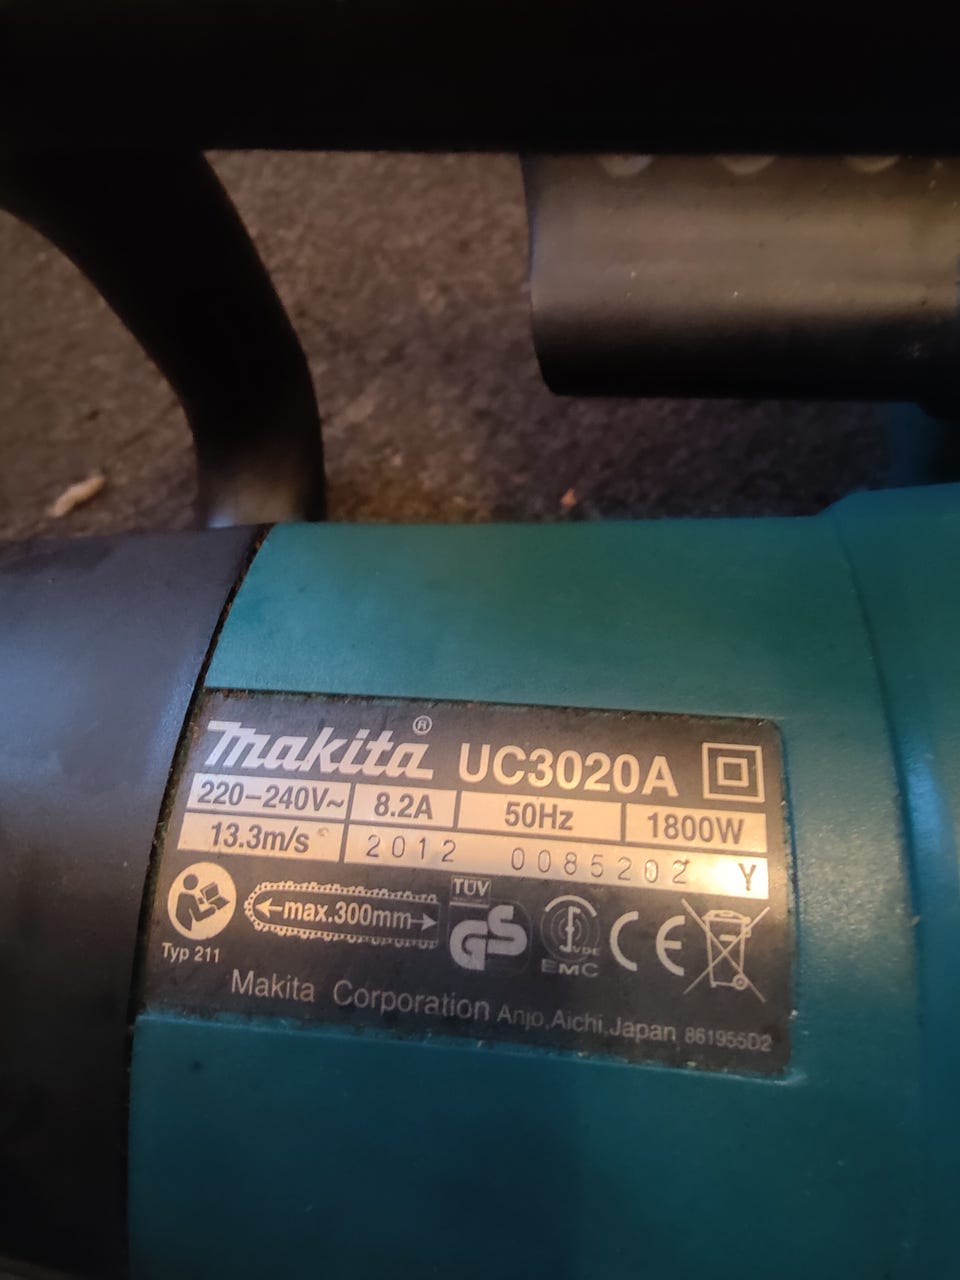 makita® UC3020A
220-240V~ 8.2A 50Hz 1800W
13.3m/s 2012 0085202 Y
max.300mm
TÜV
GS
VDE
EMC
CE
Typ 211
Makita Corporation Anjo,Aichi,Japan 861955D2